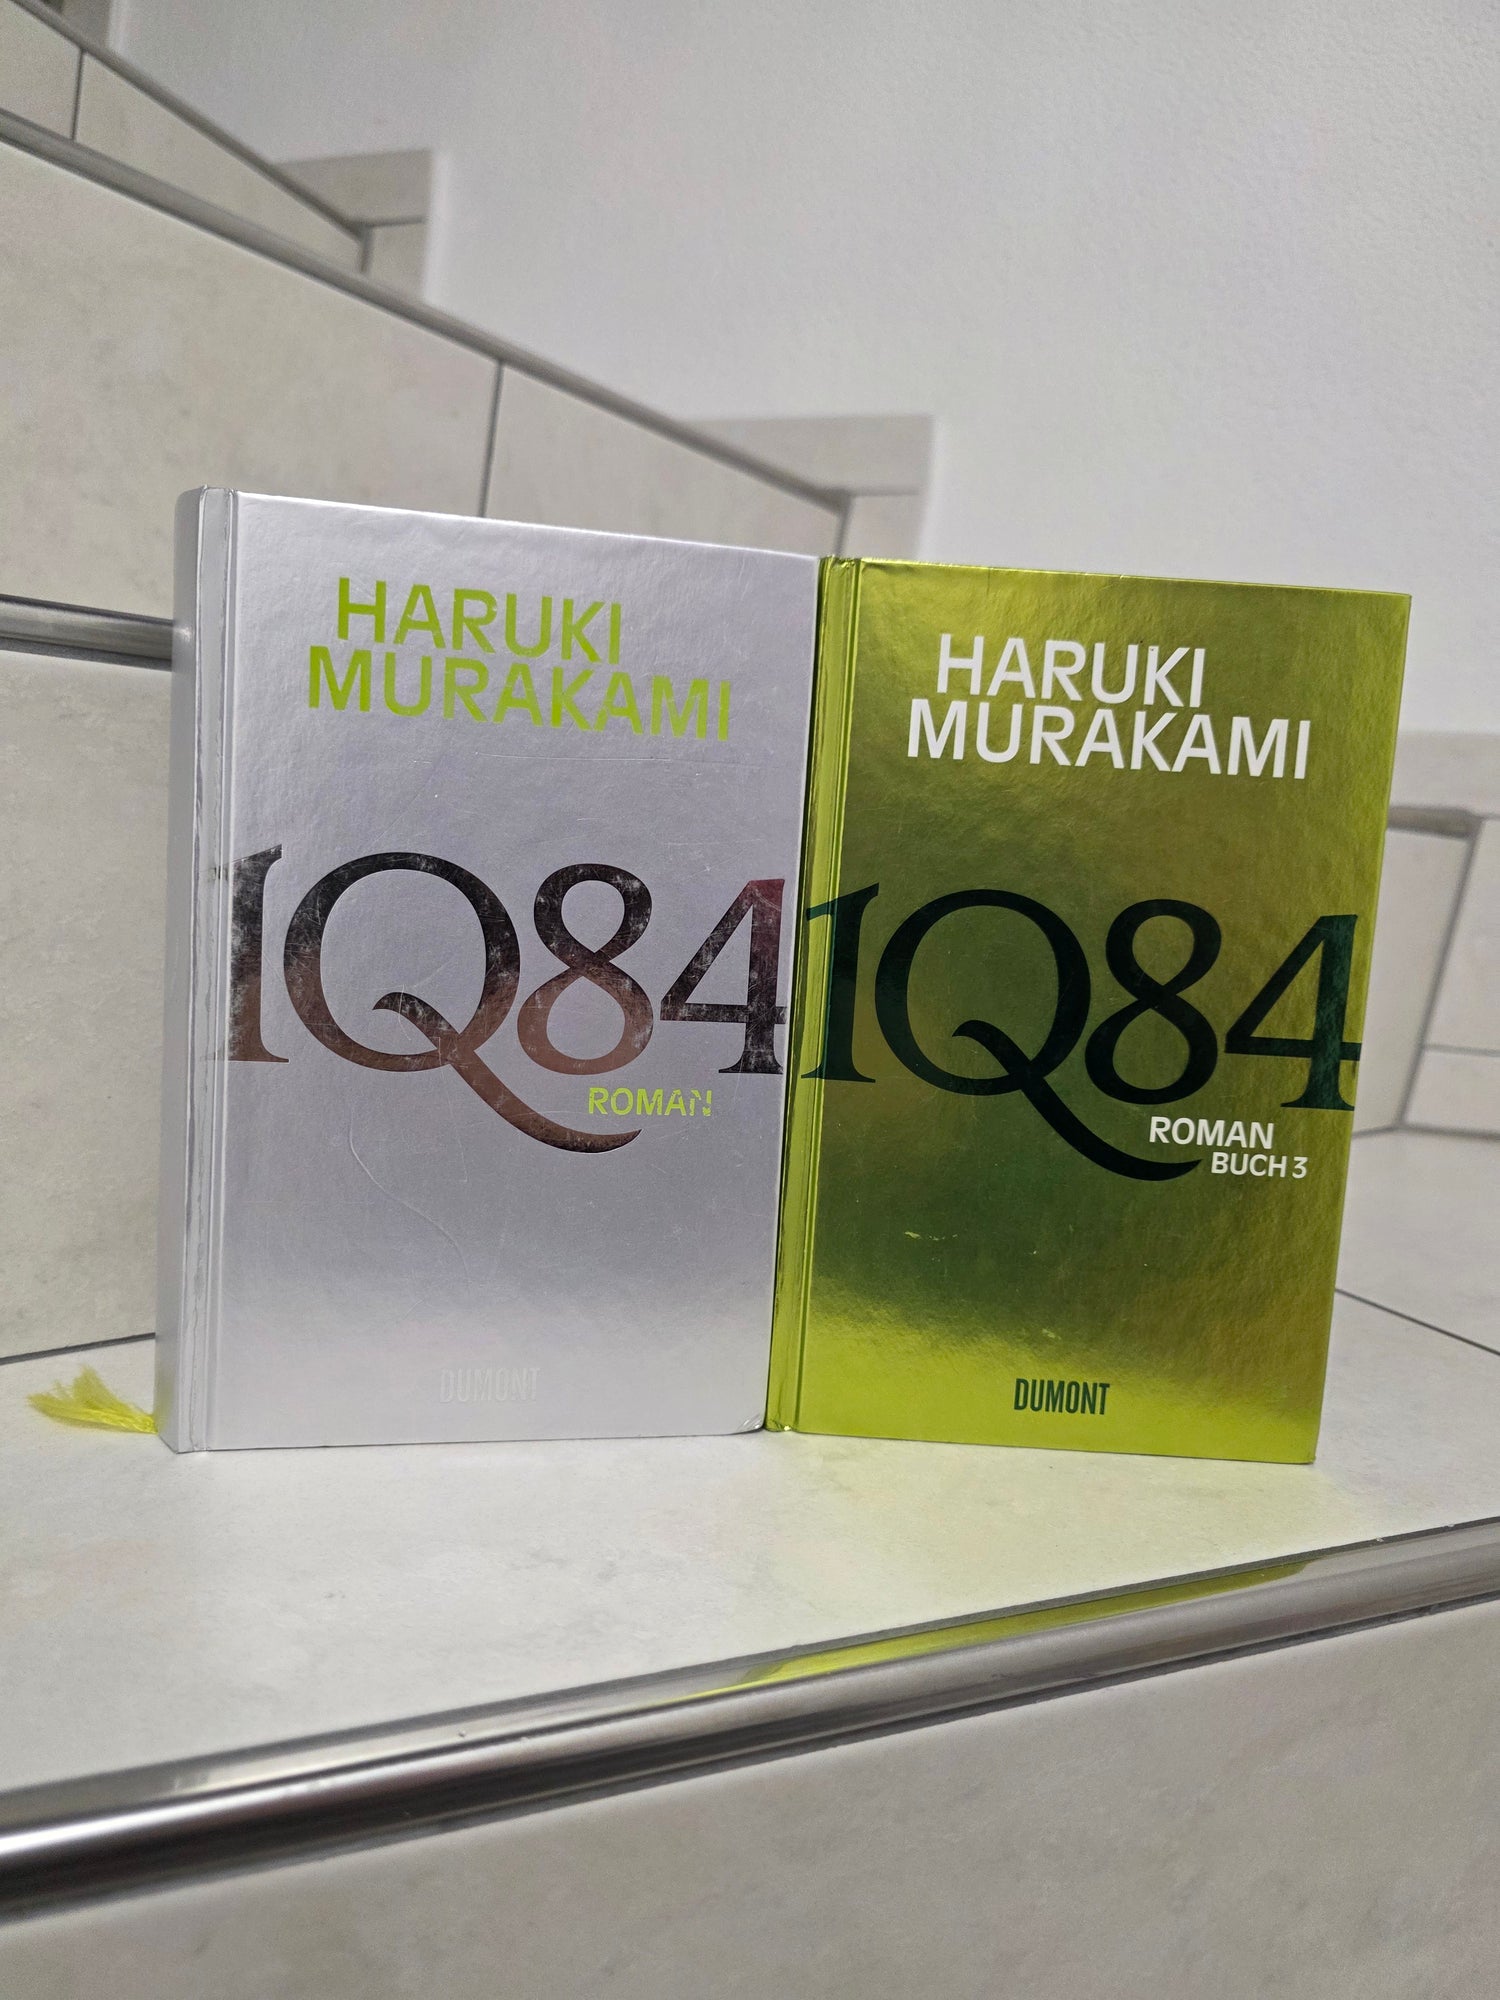 HARUKI
MURAKAMI
1Q84
ROMAN
DUMONT
HARUKI
MURAKAMI
1Q84
ROMAN
BUCH 3
DUMONT